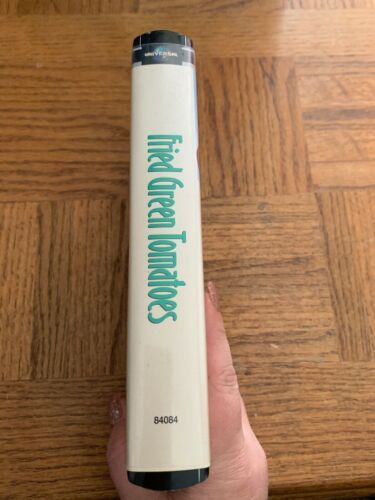 UNIVERSAL
Fried Green Tomatoes
84084